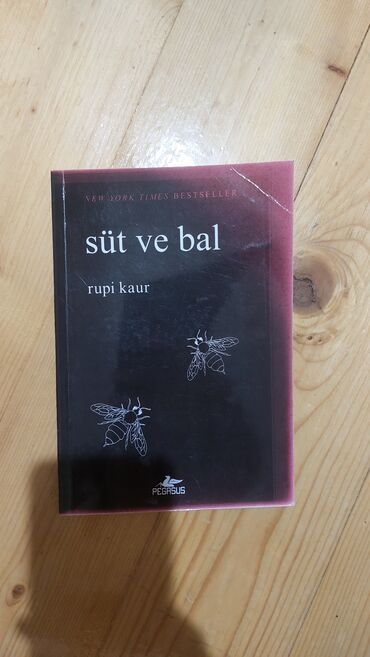 NEW YORK TIMES BESTSELLER
süt ve bal
rupi kaur
PEGASUS